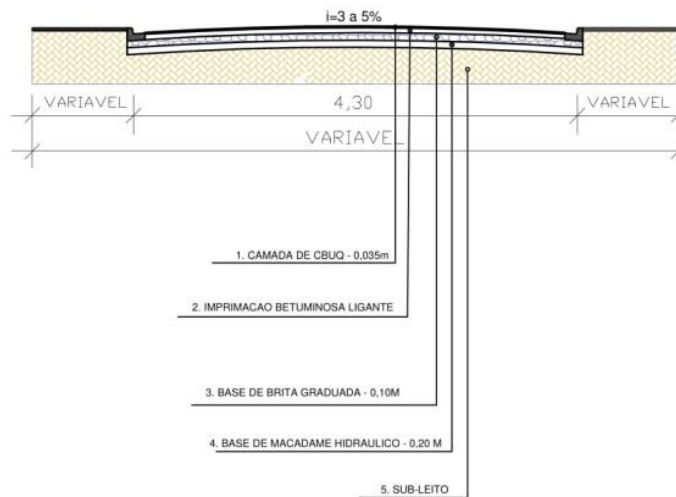 i=3 a 5%
VARIAVEL
4,30
VARIAVEL
VARIAVEL
1. CAMADA DE CBUQ - 0,035m
2. IMPRIMACAO BETUMINOSA LIGANTE
3. BASE DE BRITA GRADUADA - 0,10M
4. BASE DE MACADAME HIDRAULICO - 0,20 M
5. SUB-LEITO